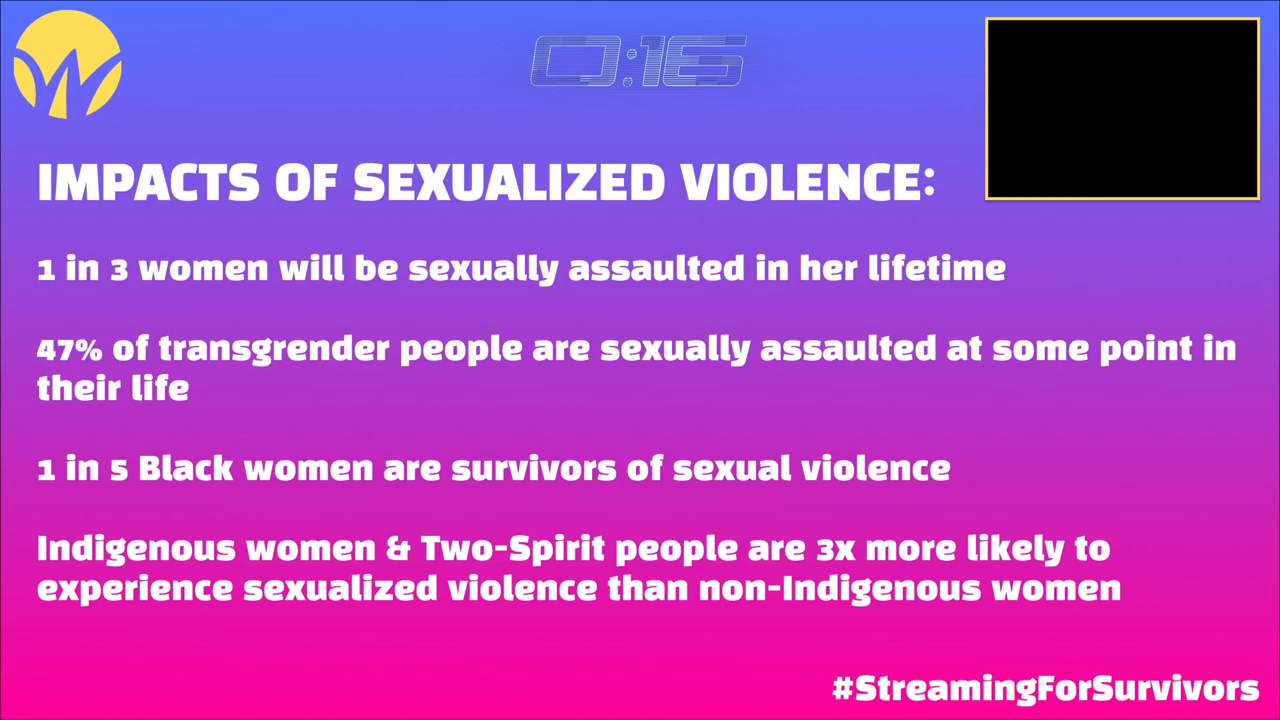 0:16
IMPACTS OF SEXUALIZED VIOLENCE:
1 in 3 women will be sexually assaulted in her lifetime
47% of transgrender people are sexually assaulted at some point in
their life
1 in 5 Black women are survivors of sexual violence
Indigenous women & Two-Spirit people are 3x more likely to
experience sexualized violence than non-Indigenous women
#StreamingForSurvivors